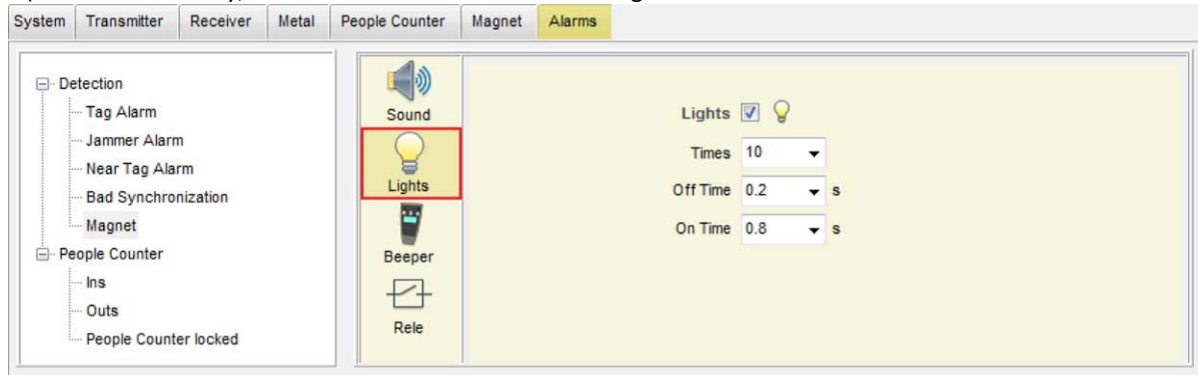 System Transmitter Receiver Metal People Counter Magnet Alarms
Detection
Tag Alarm
Jammer Alarm
Near Tag Alarm
Bad Synchronization
Magnet
People Counter
Ins
Outs
People Counter locked
Sound
Lights
Beeper
Rele
Lights
Times 10
Off Time 0.2 s
On Time 0.8 s